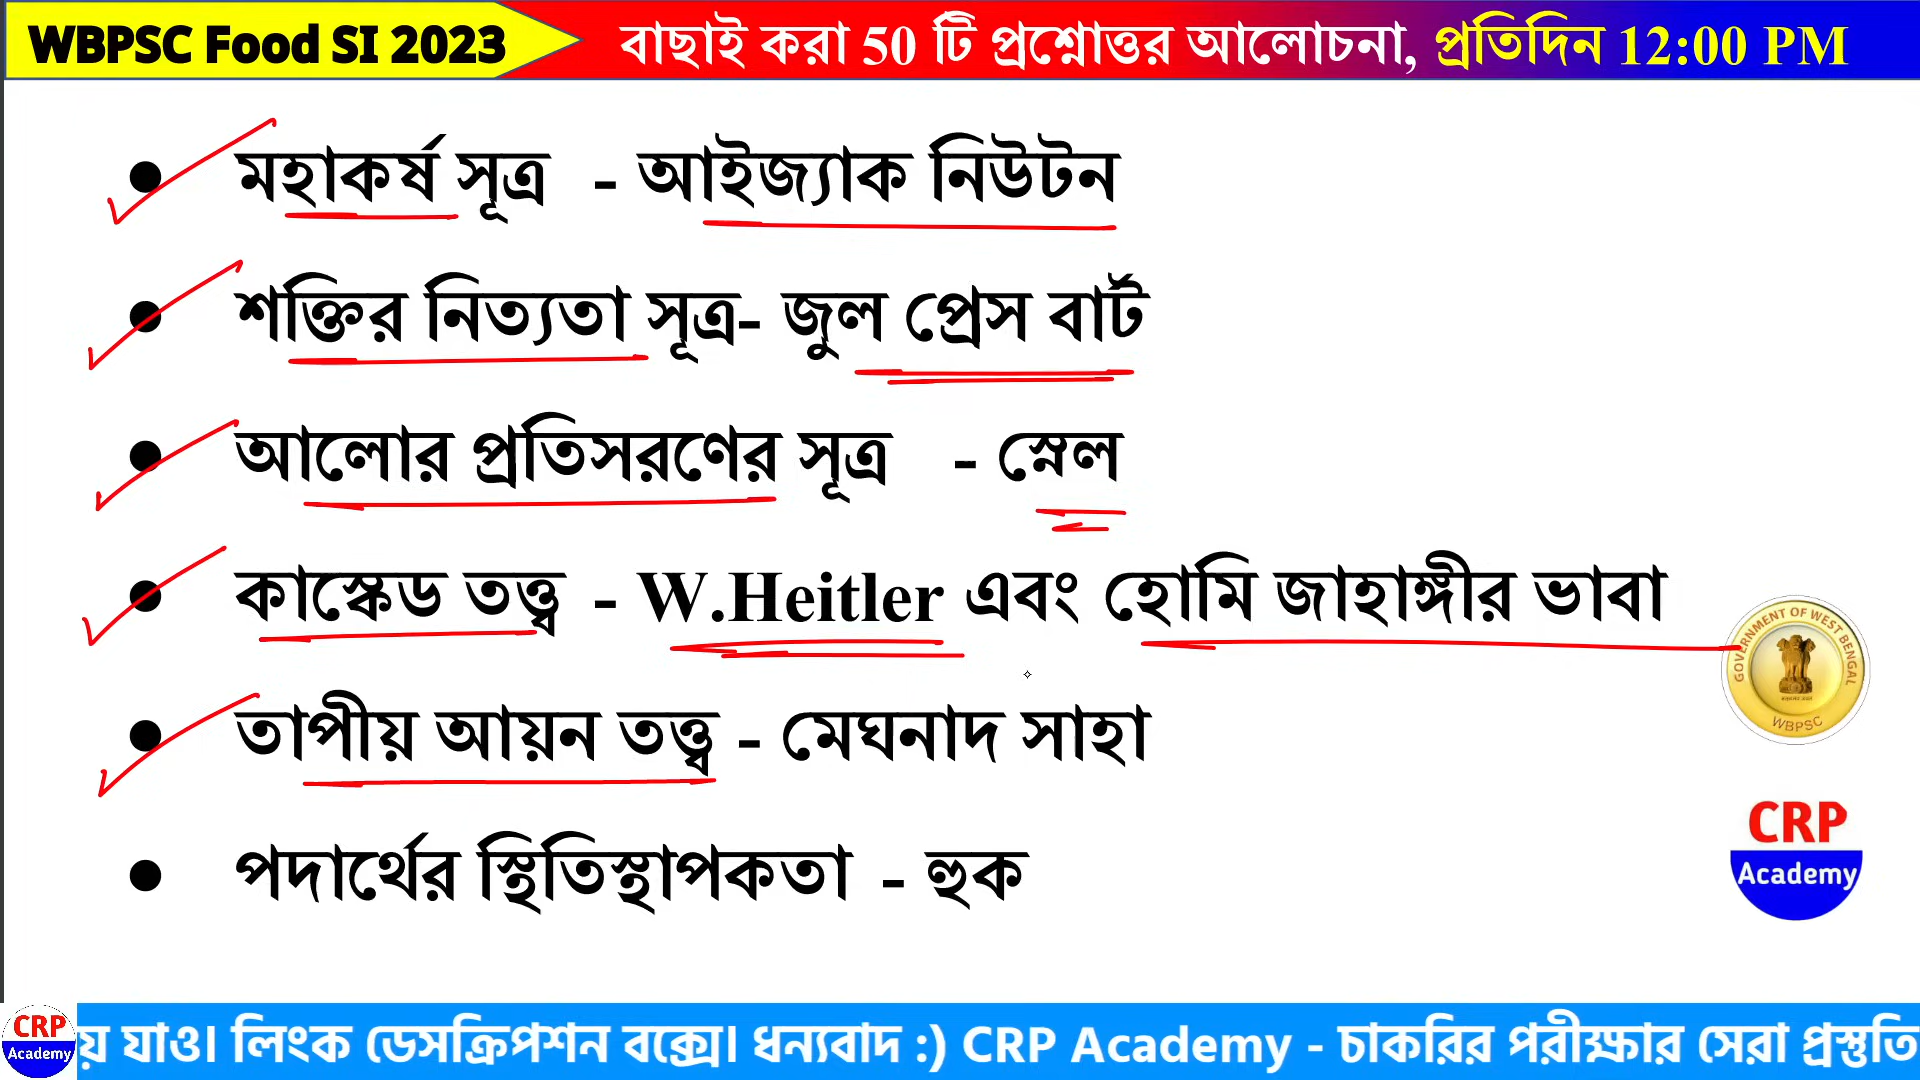 WBPSC Food SI 2023
বাছাই করা 50 টি প্রশ্নোত্তর আলোচনা, প্রতিদিন 12:00 PM
● মহাকর্ষ সূত্র - আইজ্যাক নিউটন
● শক্তির নিত্যতা সূত্র- জুল প্রেস বার্ট
● আলোর প্রতিসরণের সূত্র - স্নেল
● কাস্কেড তত্ত্ব - W.Heitler এবং হোমি জাহাঙ্গীর ভাবা
● তাপীয় আয়ন তত্ত্ব - মেঘনাদ সাহা
● পদার্থের স্থিতিস্থাপকতা - হুক
GOVERNMENT OF WEST BENGAL
WBPSC
CRP
Academy
CRP
Academy
য় যাও। লিংক ডেসক্রিপশন বক্সে। ধন্যবাদ :) CRP Academy - চাকরির পরীক্ষার সেরা প্রস্তুতি